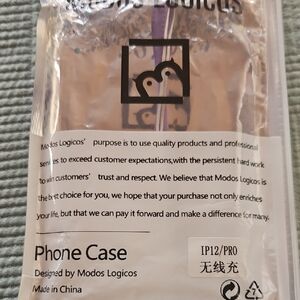 Modos Logicos
Modos Logicos' purpose is to use quality products and professional
services to exceed customer expectations,with the persistent hard work
"to win customers' trust and respect. We believe that Modos Logicos is
the best choice for you, we hope that your purchase not only enriches
your life, but that we can pay it forward and make a difference for many.
Phone Case
Designed by Modos Logicos
Made in China
IP12/PRO
无线充